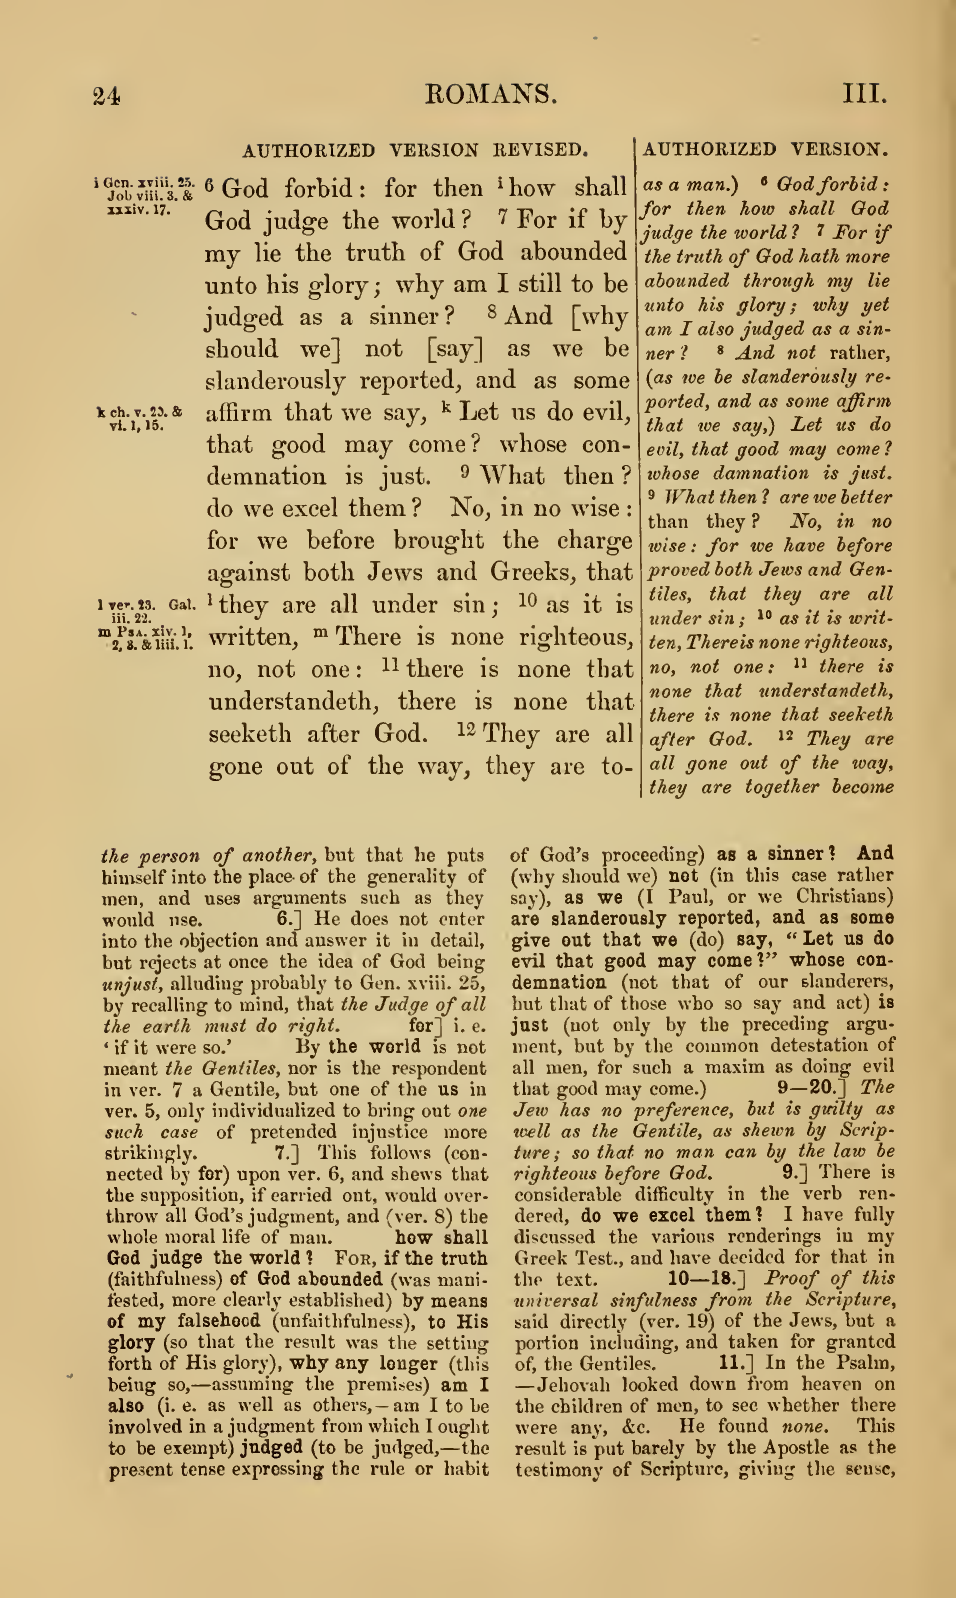 24
ROMANS.
III.
AUTHORIZED VERSION REVISED.
i Gen. xviii. 25.
Job viii. 3. &
xxxiv. 17.
6 God forbid: for then i how shall
God judge the world? 7 For if by
my lie the truth of God abounded
unto his glory; why am I still to be
judged as a sinner? 8 And [why
should we] not [say] as we be
slanderously reported, and as some
k ch. v. 20. &
vi. 1, 15.
affirm that we say, k Let us do evil,
that good may come? whose con-
demnation is just. 9 What then?
do we excel them? No, in no wise:
for we before brought the charge
against both Jews and Greeks, that
l ver. 23. Gal.
iii. 22.
l they are all under sin; 10 as it is
m Psa. xiv. 1,
2, 3. & liii. 1.
written, m There is none righteous,
no, not one: 11 there is none that
understandeth, there is none that
seeketh after God. 12 They are all
gone out of the way, they are to-
AUTHORIZED VERSION.
as a man.) 6 God forbid:
for then how shall God
judge the world? 7 For if
the truth of God hath more
abounded through my lie
unto his glory; why yet
am I also judged as a sin-
ner? 8 And not rather,
(as we be slanderously re-
ported, and as some affirm
that we say,) Let us do
evil, that good may come?
whose damnation is just.
9 What then? are we better
than they? No, in no
wise: for we have before
proved both Jews and Gen-
tiles, that they are all
under sin; 10 as it is writ-
ten, There is none righteous,
no, not one: 11 there is
none that understandeth,
there is none that seeketh
after God. 12 They are
all gone out of the way,
they are together become
the person of another, but that he puts
himself into the place of the generality of
men, and uses arguments such as they
would use. 6.] He does not enter
into the objection and answer it in detail,
but rejects at once the idea of God being
unjust, alluding probably to Gen. xviii. 25,
by recalling to mind, that the Judge of all
the earth must do right. for] i. e.
‘ if it were so.’ By the world is not
meant the Gentiles, nor is the respondent
in ver. 7 a Gentile, but one of the us in
ver. 5, only individualized to bring out one
such case of pretended injustice more
strikingly. 7.] This follows (con-
nected by for) upon ver. 6, and shews that
the supposition, if carried out, would over-
throw all God's judgment, and (ver. 8) the
whole moral life of man. how shall
God judge the world? FOR, if the truth
(faithfulness) of God abounded (was mani-
fested, more clearly established) by means
of my falsehood (unfaithfulness), to His
glory (so that the result was the setting
forth of His glory), why any longer (this
being so,—assuming the premises) am I
also (i. e. as well as others,—am I to be
involved in a judgment from which I ought
to be exempt) judged (to be judged,—the
present tense expressing the rule or habit
of God's proceeding) as a sinner? And
(why should we) not (in this case rather
say), as we (I Paul, or we Christians)
are slanderously reported, and as some
give out that we (do) say, “ Let us do
evil that good may come?” whose con-
demnation (not that of our slanderers,
but that of those who so say and act) is
just (not only by the preceding argu-
ment, but by the common detestation of
all men, for such a maxim as doing evil
that good may come.) 9—20.] The
Jew has no preference, but is guilty as
well as the Gentile, as shewn by Scrip-
ture; so that no man can by the law be
righteous before God. 9.] There is
considerable difficulty in the verb ren-
dered, do we excel them? I have fully
discussed the various renderings in my
Greek Test., and have decided for that in
the text. 10—18.] Proof of this
universal sinfulness from the Scripture,
said directly (ver. 19) of the Jews, but a
portion including, and taken for granted
of, the Gentiles. 11.] In the Psalm,
—Jehovah looked down from heaven on
the children of men, to see whether there
were any, &c. He found none. This
result is put barely by the Apostle as the
testimony of Scripture, giving the sense,